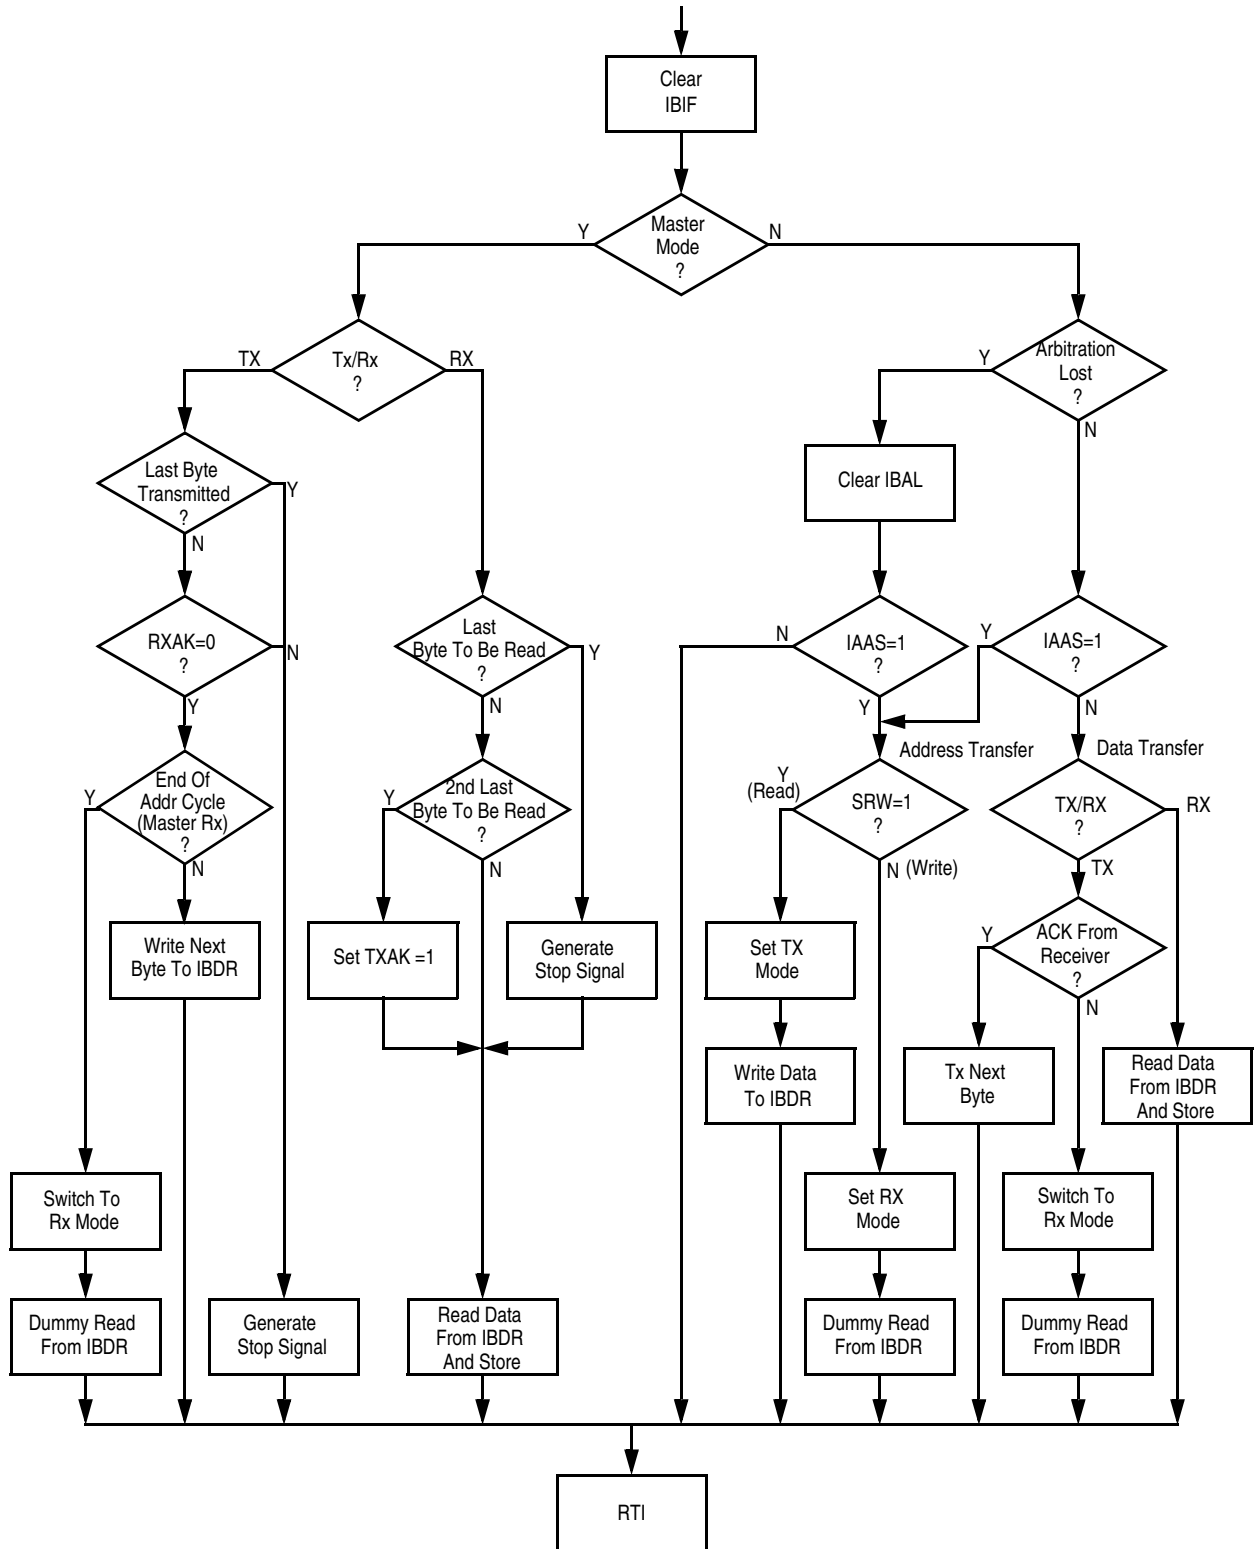 Clear
IBIF
Master
Mode
?
Y
N
Tx/Rx
?
TX
RX
Arbitration
Lost
?
Y
N
Last Byte
Transmitted
?
Y
N
Clear IBAL
RXAK=0
?
N
Y
Last
Byte To Be Read
?
Y
N
IAAS=1
?
N
Y
IAAS=1
?
Y
N
Address Transfer
Data Transfer
End Of
Addr Cycle
(Master Rx)
?
Y
N
2nd Last
Byte To Be Read
?
Y
N
SRW=1
?
Y
(Read)
N (Write)
TX/RX
?
RX
TX
Write Next
Byte To IBDR
Set TXAK =1
Generate
Stop Signal
Set TX
Mode
ACK From
Receiver
?
Y
N
Write Data
To IBDR
Tx Next
Byte
Read Data
From IBDR
And Store
Switch To
Rx Mode
Set RX
Mode
Switch To
Rx Mode
Dummy Read
From IBDR
Generate
Stop Signal
Read Data
From IBDR
And Store
Dummy Read
From IBDR
Dummy Read
From IBDR
RTI